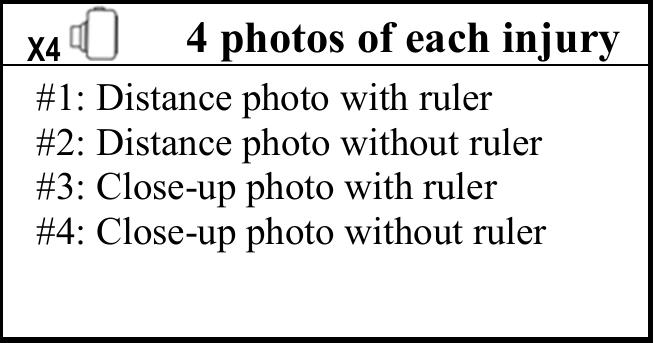 X4 4 photos of each injury
#1: Distance photo with ruler
#2: Distance photo without ruler
#3: Close-up photo with ruler
#4: Close-up photo without ruler